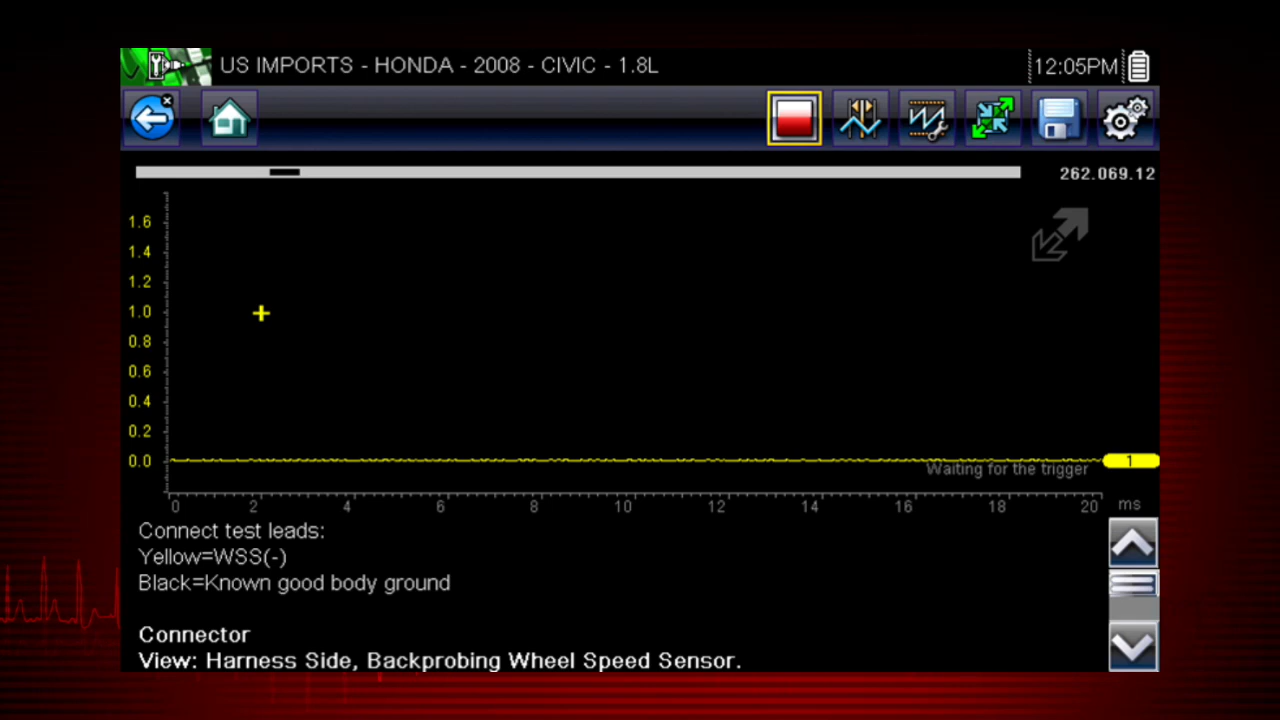 US IMPORTS - HONDA - 2008 - CIVIC - 1.8L
12:05PM
262.069.12
1.6
1.4
1.2
1.0
0.8
0.6
0.4
0.2
0.0
1
Waiting for the trigger
0 2 4 6 8 10 12 14 16 18 20 ms
Connect test leads:
Yellow=WSS(-)
Black=Known good body ground
Connector
View: Harness Side, Backprobing Wheel Speed Sensor.